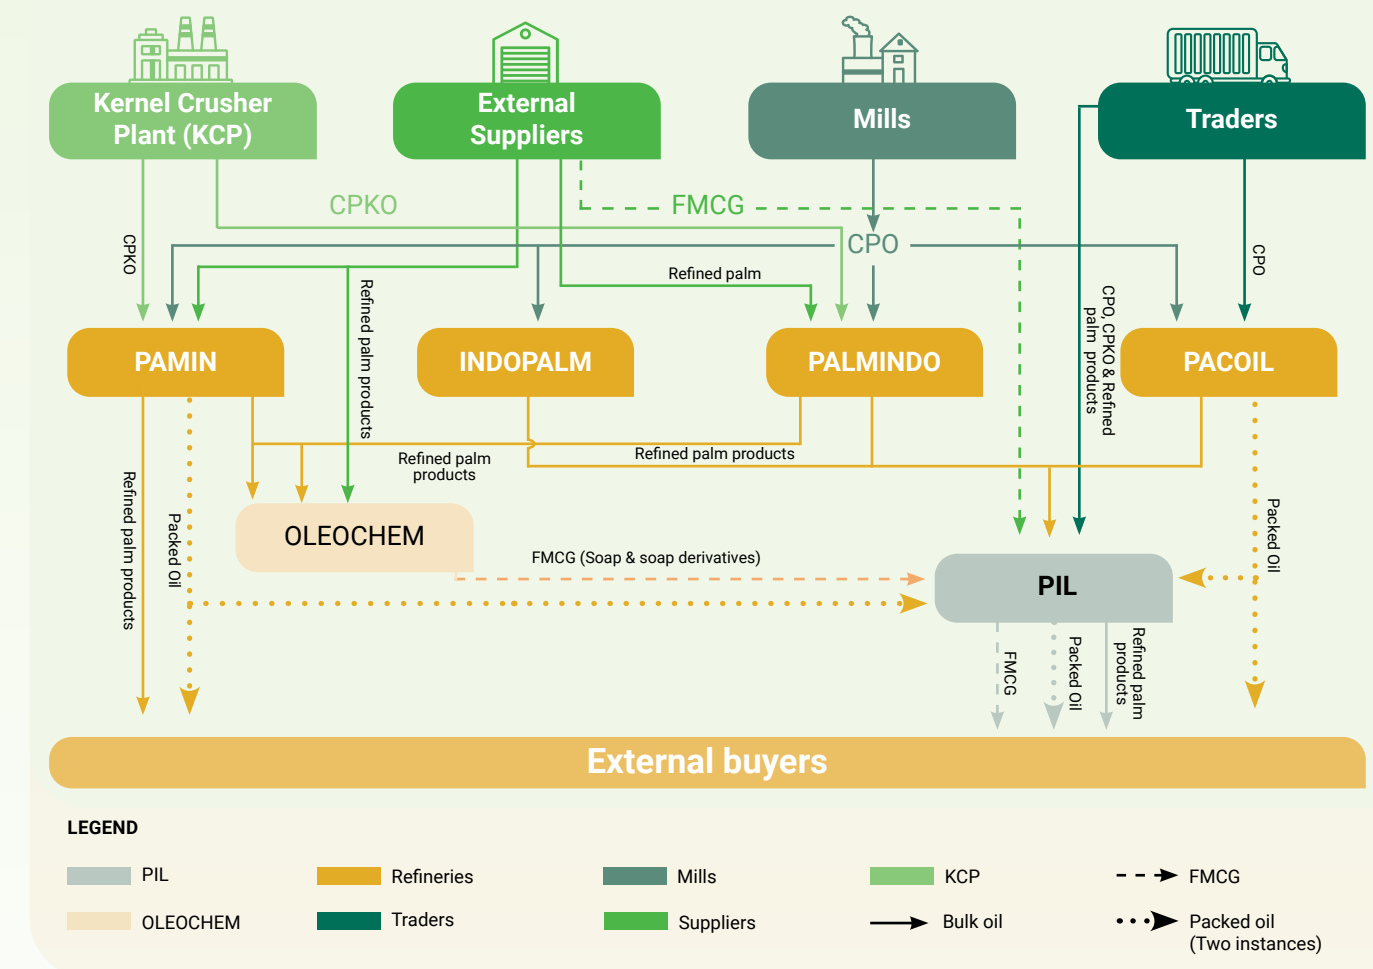 Kernel Crusher
Plant (KCP)
External
Suppliers
Mills
Traders
CPKO
FMCG
CPKO
CPO
CPO
Refined palm
Refined palm products
CPO, CPKO & Refined
palm products
PAMIN
INDOPALM
PALMINDO
PACOIL
Refined palm
products
Refined palm products
Refined palm products
Packed Oil
Packed Oil
OLEOCHEM
FMCG (Soap & soap derivatives)
PIL
FMCG
Packed Oil
Refined palm
products
External buyers
LEGEND
PIL
Refineries
Mills
KCP
FMCG
OLEOCHEM
Traders
Suppliers
Bulk oil
Packed oil
(Two instances)